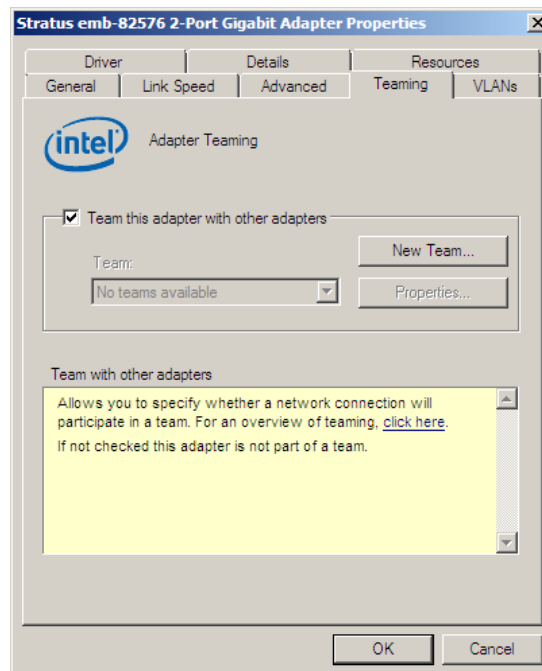 Stratus emb-82576 2-Port Gigabit Adapter Properties
Driver Details Resources
General Link Speed Advanced Teaming VLANs
intel Adapter Teaming
Team this adapter with other adapters
New Team...
Team:
No teams available Properties...
Team with other adapters
Allows you to specify whether a network connection will
participate in a team. For an overview of teaming, click here.
If not checked this adapter is not part of a team.
OK Cancel